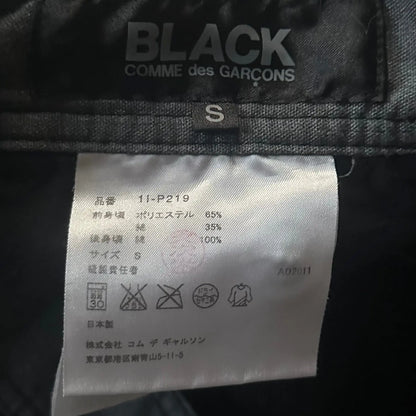 BLACK
COMME des GARÇONS
S
品番 1I-P219
前身頃 ポリエステル 65%
綿 35%
後身頃 綿 100%
サイズ S
縫製責任者
AD2011
30
日本製
株式会社 コム デ ギャルソン
東京都港区南青山5-11-5